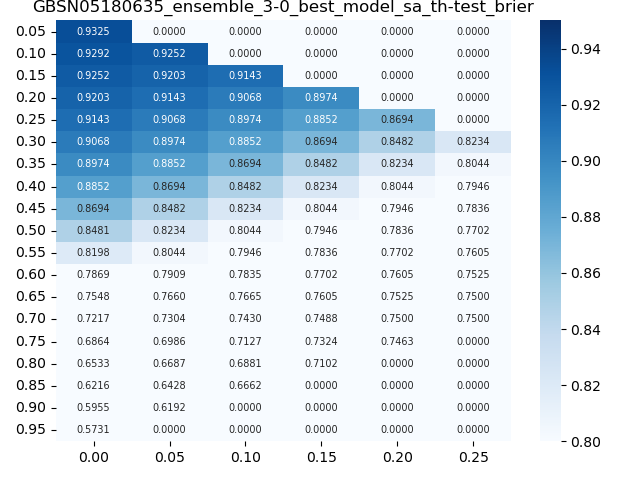 GBSN05180635_ensemble_3-0_best_model_sa_th-test_brier
0.05 0.9325 0.0000 0.0000 0.0000 0.0000 0.0000
0.10 0.9292 0.9252 0.0000 0.0000 0.0000 0.0000
0.15 0.9252 0.9203 0.9143 0.0000 0.0000 0.0000
0.20 0.9203 0.9143 0.9068 0.8974 0.0000 0.0000
0.25 0.9143 0.9068 0.8974 0.8852 0.8694 0.0000
0.30 0.9068 0.8974 0.8852 0.8694 0.8482 0.8234
0.35 0.8974 0.8852 0.8694 0.8482 0.8234 0.8044
0.40 0.8852 0.8694 0.8482 0.8234 0.8044 0.7946
0.45 0.8694 0.8482 0.8234 0.8044 0.7946 0.7836
0.50 0.8481 0.8234 0.8044 0.7946 0.7836 0.7702
0.55 0.8198 0.8044 0.7946 0.7836 0.7702 0.7605
0.60 0.7869 0.7909 0.7835 0.7702 0.7605 0.7525
0.65 0.7548 0.7660 0.7665 0.7605 0.7525 0.7500
0.70 0.7217 0.7304 0.7430 0.7488 0.7500 0.7500
0.75 0.6864 0.6986 0.7127 0.7324 0.7463 0.0000
0.80 0.6533 0.6687 0.6881 0.7102 0.0000 0.0000
0.85 0.6216 0.6428 0.6662 0.0000 0.0000 0.0000
0.90 0.5955 0.6192 0.0000 0.0000 0.0000 0.0000
0.95 0.5731 0.0000 0.0000 0.0000 0.0000 0.0000
0.00 0.05 0.10 0.15 0.20 0.25
0.94
0.92
0.90
0.88
0.86
0.84
0.82
0.80